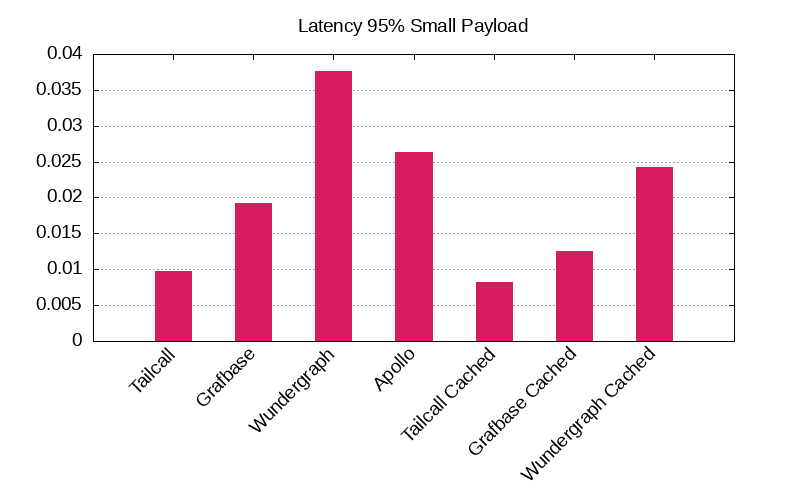 Latency 95% Small Payload
0.04
0.035
0.03
0.025
0.02
0.015
0.01
0.005
0
Tailcall
Grafbase
Wundergraph
Apollo
Tailcall Cached
Grafbase Cached
Wundergraph Cached